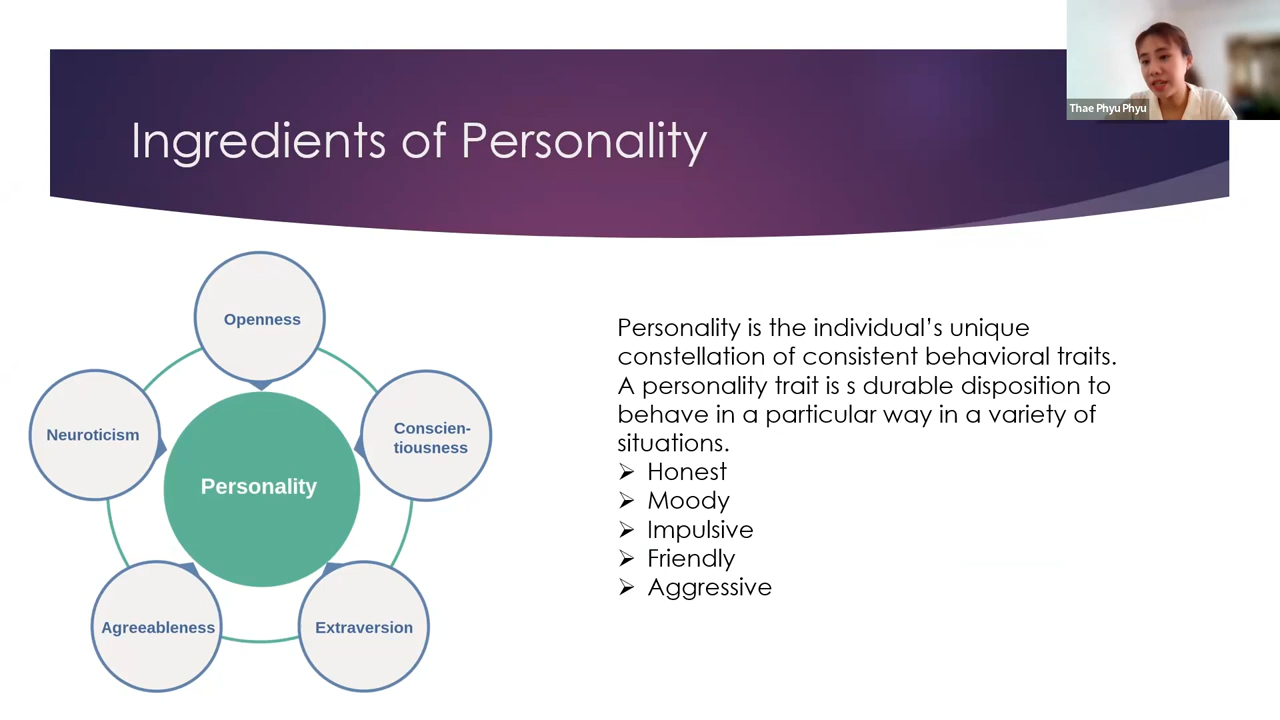 Thae Phyu Phyu
Ingredients of Personality
Openness
Neuroticism
Conscien-
tiousness
Personality
Agreeableness
Extraversion
Personality is the individual’s unique
constellation of consistent behavioral traits.
A personality trait is s durable disposition to
behave in a particular way in a variety of
situations.
➢ Honest
➢ Moody
➢ Impulsive
➢ Friendly
➢ Aggressive